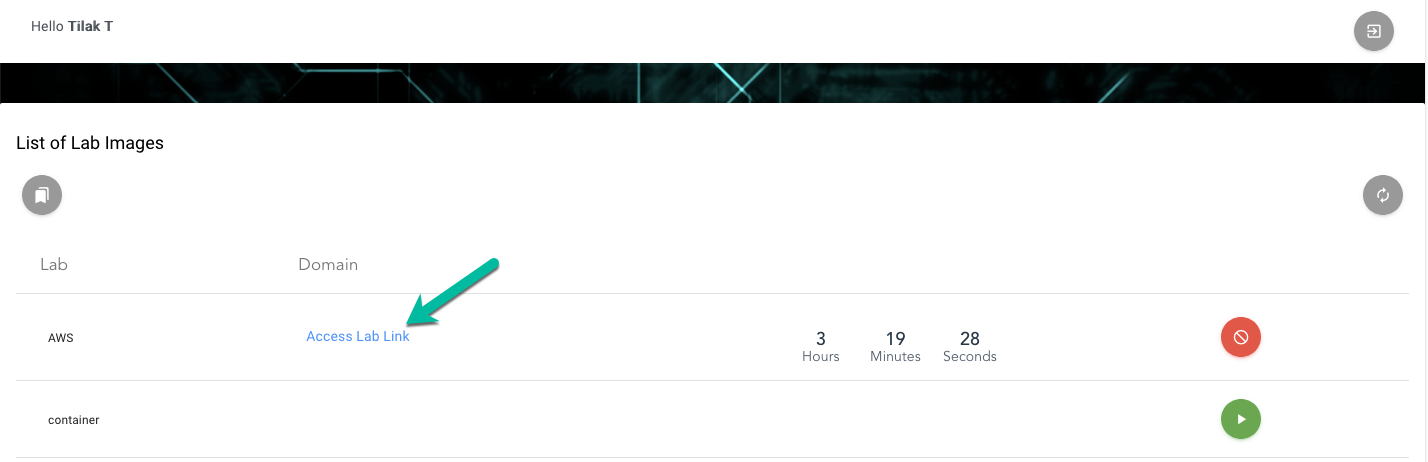 Hello Tilak T
List of Lab Images
Lab Domain
AWS Access Lab Link 3 19 28
Hours Minutes Seconds
container